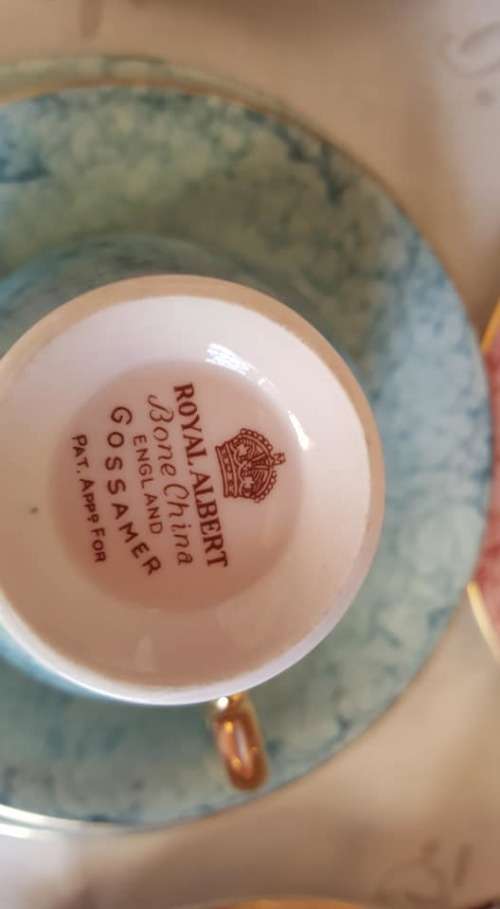 ROYAL ALBERT
Bone China
ENGLAND
GOSSAMER
PAT. APPD FOR